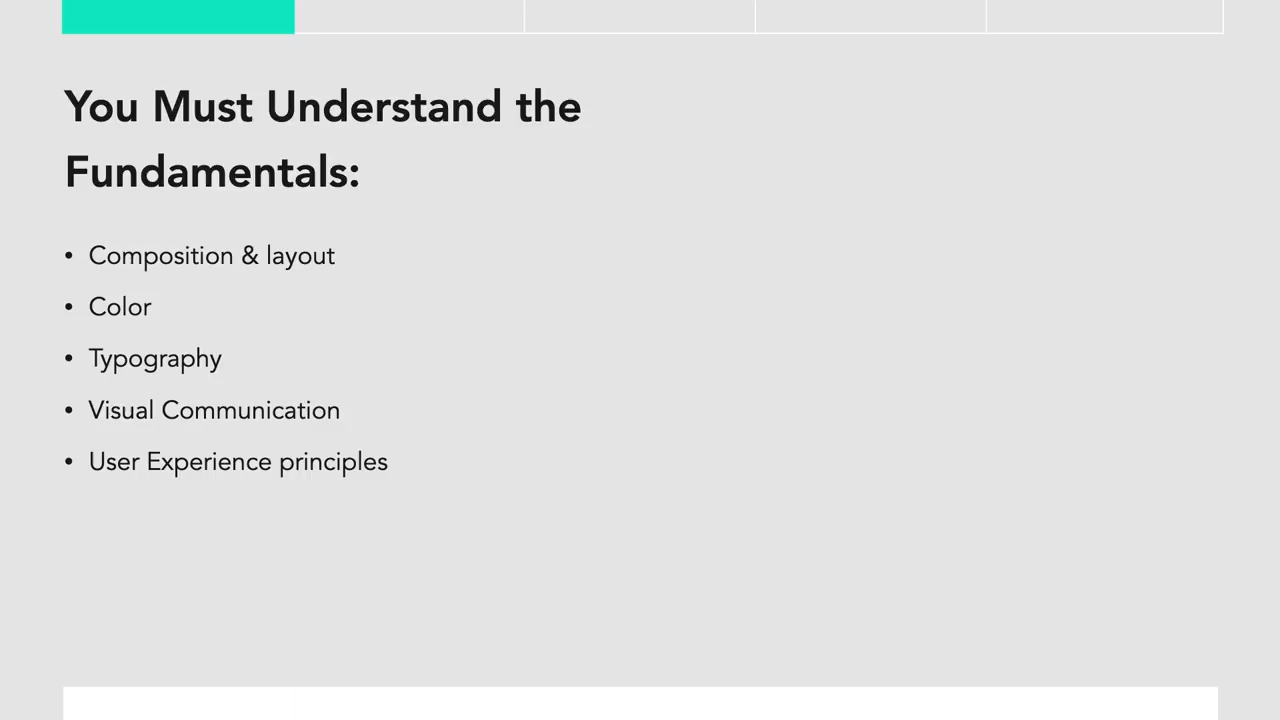 You Must Understand the
Fundamentals:
• Composition & layout
• Color
• Typography
• Visual Communication
• User Experience principles